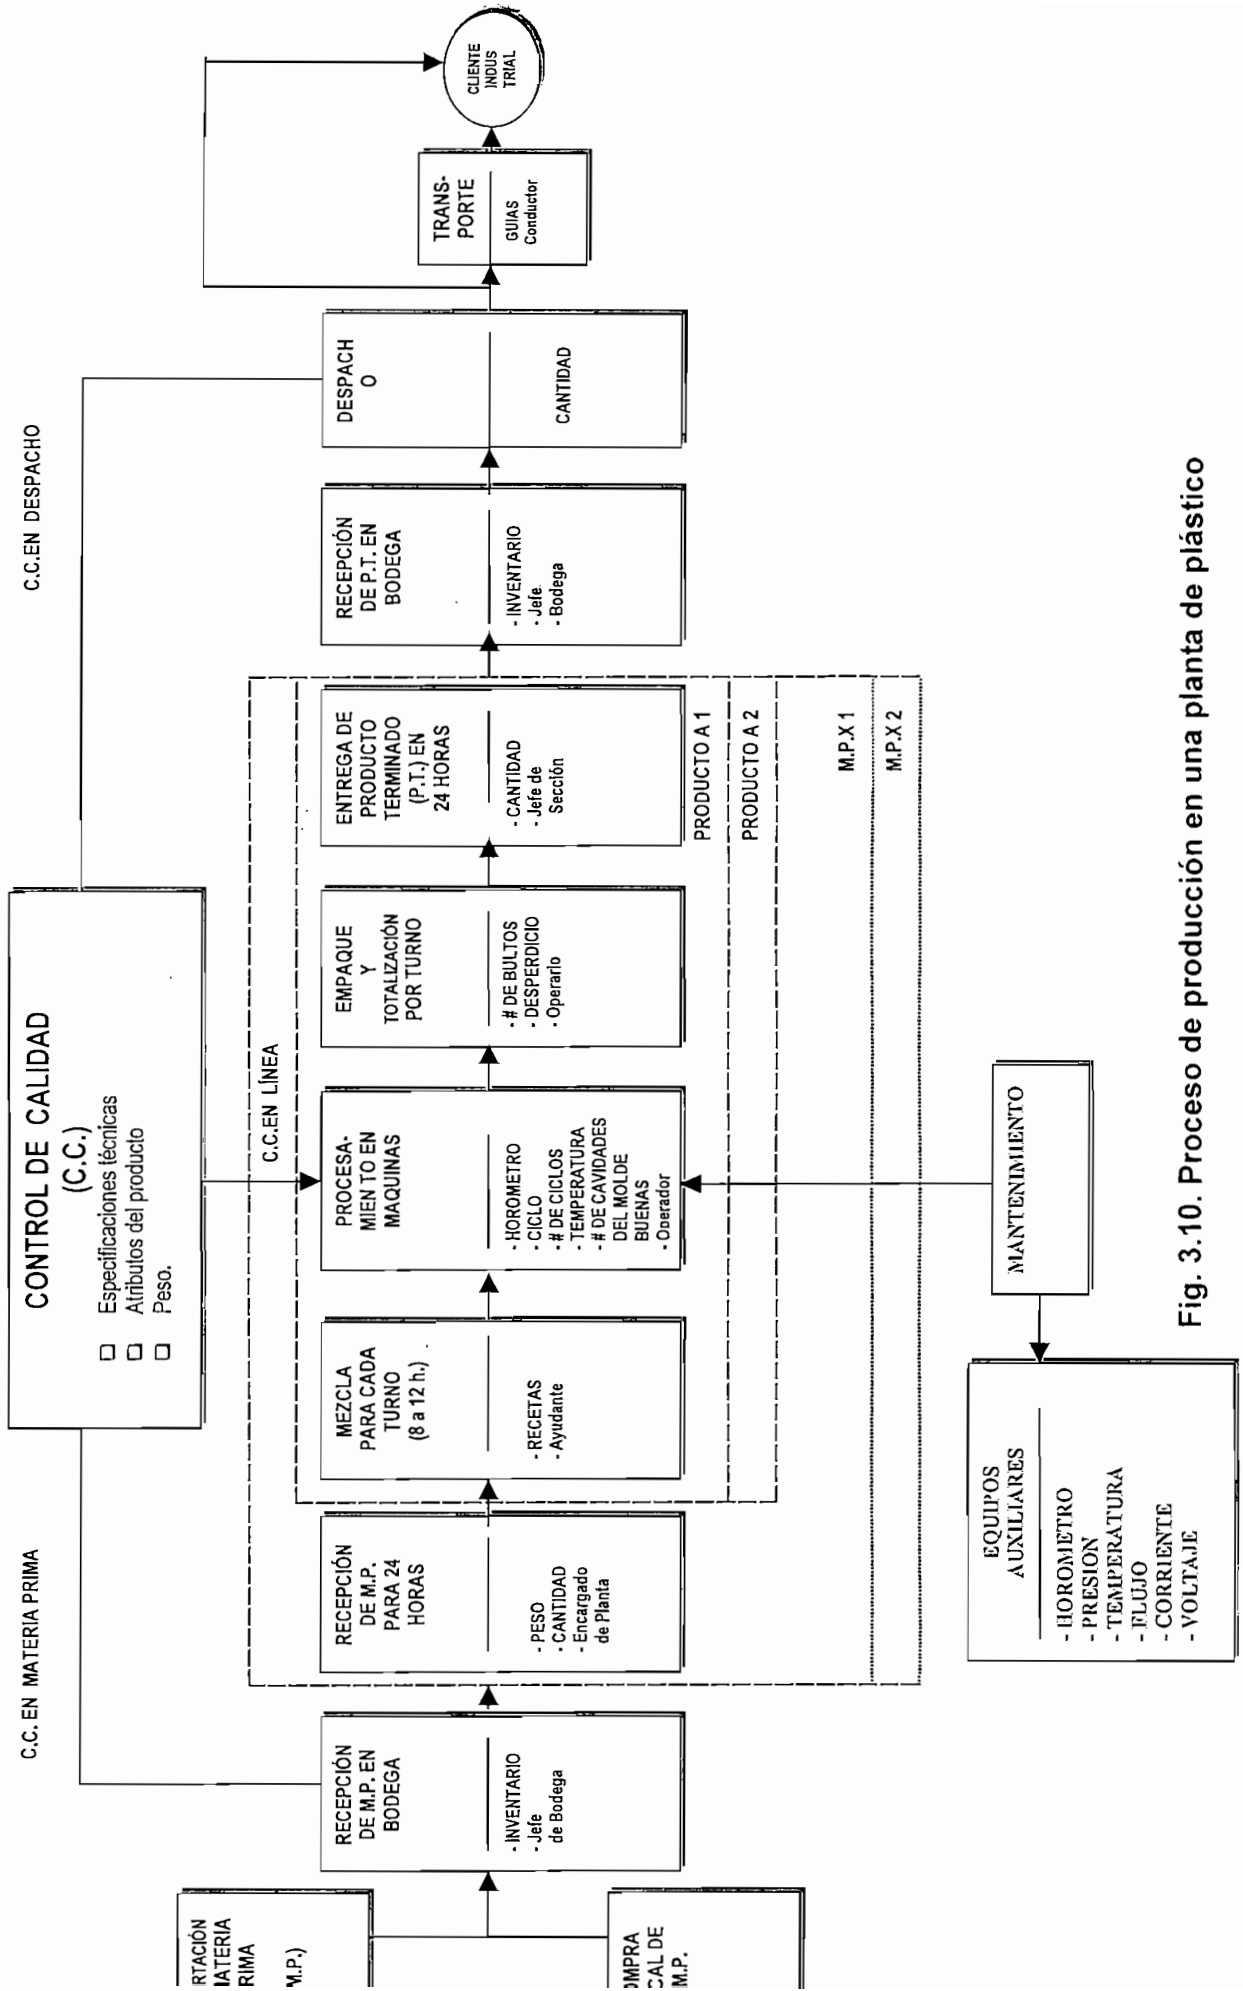 C.C. EN MATERIA PRIMA
C.C.EN DESPACHO
CONTROL DE CALIDAD
(C.C.)
□ Especificaciones técnicas
□ Atributos del producto
□ Peso.
C.C.EN LÍNEA
RTACIÓN
IATERIA
RIMA
M.P.)
OMPRA
CAL DE
M.P.
RECEPCIÓN
DE M.P. EN
BODEGA
- INVENTARIO
- Jefe
de Bodega
RECEPCIÓN
DE M.P.
PARA 24
HORAS
- PESO
- CANTIDAD
- Encargado
de Planta
MEZCLA
PARA CADA
TURNO
(8 a 12 h.)
- RECETAS
- Ayudante
PROCESA-
MIEN TO EN
MAQUINAS
- HOROMETRO
- CICLO
- # DE CICLOS
- TEMPERATURA
- # DE CAVIDADES
DEL MOLDE
BUENAS
- Operador
EMPAQUE
Y
TOTALIZACIÓN
POR TURNO
- # DE BULTOS
- DESPERDICIO
- Operario
ENTREGA DE
PRODUCTO
TERMINADO
(P.T.) EN
24 HORAS
- CANTIDAD
- Jefe de
Sección
RECEPCIÓN
DE P.T. EN
BODEGA
- INVENTARIO
- Jefe
- Bodega
DESPACH
O
CANTIDAD
TRANS-
PORTE
GUIAS
Conductor
CLIENTE
INDUS
TRIAL
PRODUCTO A 1
PRODUCTO A 2
M.P.X 1
M.P.X 2
MANTENIMIENTO
EQUIPOS
AUXILIARES
- HOROMETRO
- PRESION
- TEMPERATURA
- FLUJO
- CORRIENTE
- VOLTAJE
Fig. 3.10. Proceso de producción en una planta de plástico